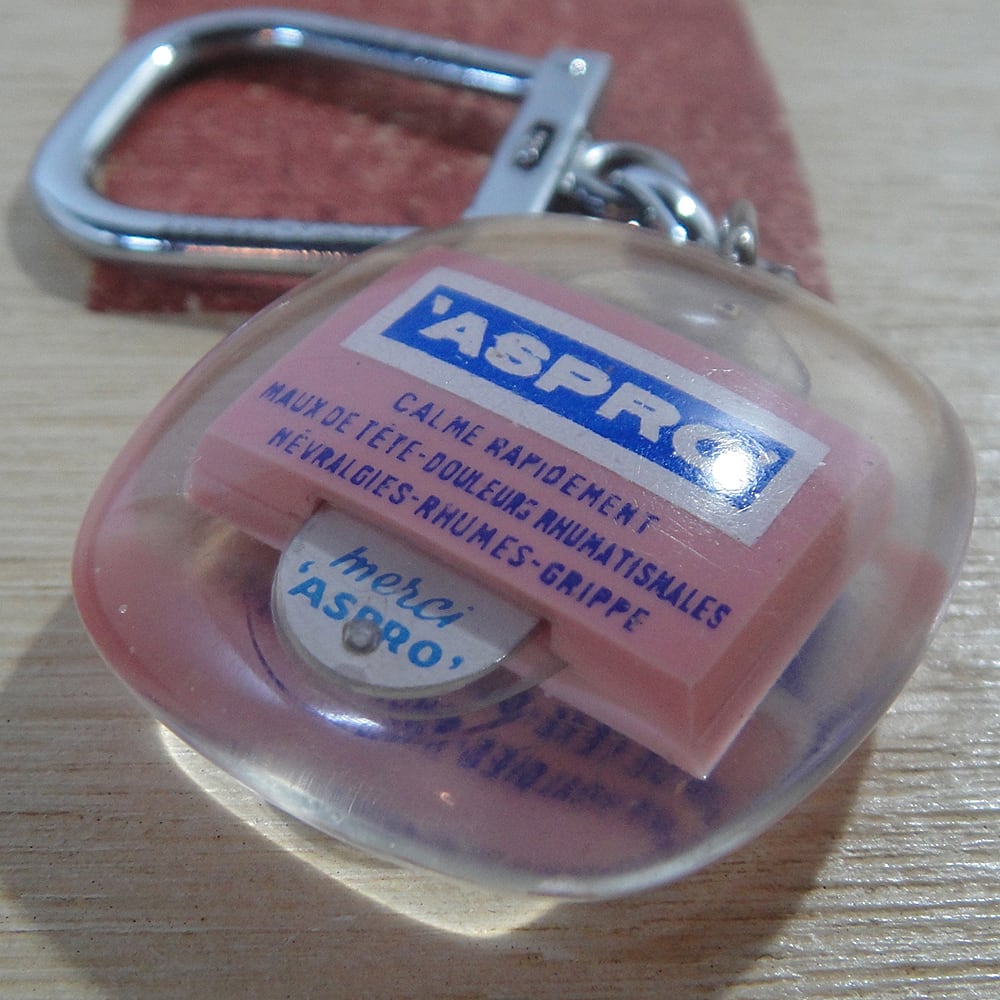 'ASPRO'
CALME RAPIDEMENT
MAUX DE TÊTE-DOULEURS RHUMATISMALES
NÉVRALGIES-RHUMES-GRIPPE
merci
'ASPRO'